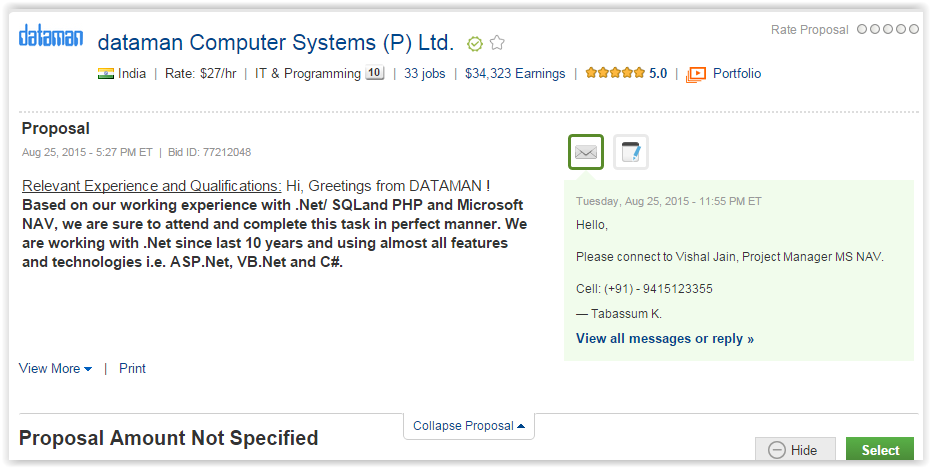 dataman
dataman Computer Systems (P) Ltd.
Rate Proposal
India | Rate: $27/hr | IT & Programming 10 | 33 jobs | $34,323 Earnings | 5.0 | Portfolio
Proposal
Aug 25, 2015 - 5:27 PM ET | Bid ID: 77212048
Relevant Experience and Qualifications: Hi, Greetings from DATAMAN !
Based on our working experience with .Net/ SQLand PHP and Microsoft
NAV, we are sure to attend and complete this task in perfect manner. We
are working with .Net since last 10 years and using almost all features
and technologies i.e. ASP.Net, VB.Net and C#.
Tuesday, Aug 25, 2015 - 11:55 PM ET
Hello,
Please connect to Vishal Jain, Project Manager MS NAV.
Cell: (+91) - 9415123355
— Tabassum K.
View all messages or reply »
View More | Print
Collapse Proposal
Proposal Amount Not Specified
Hide
Select